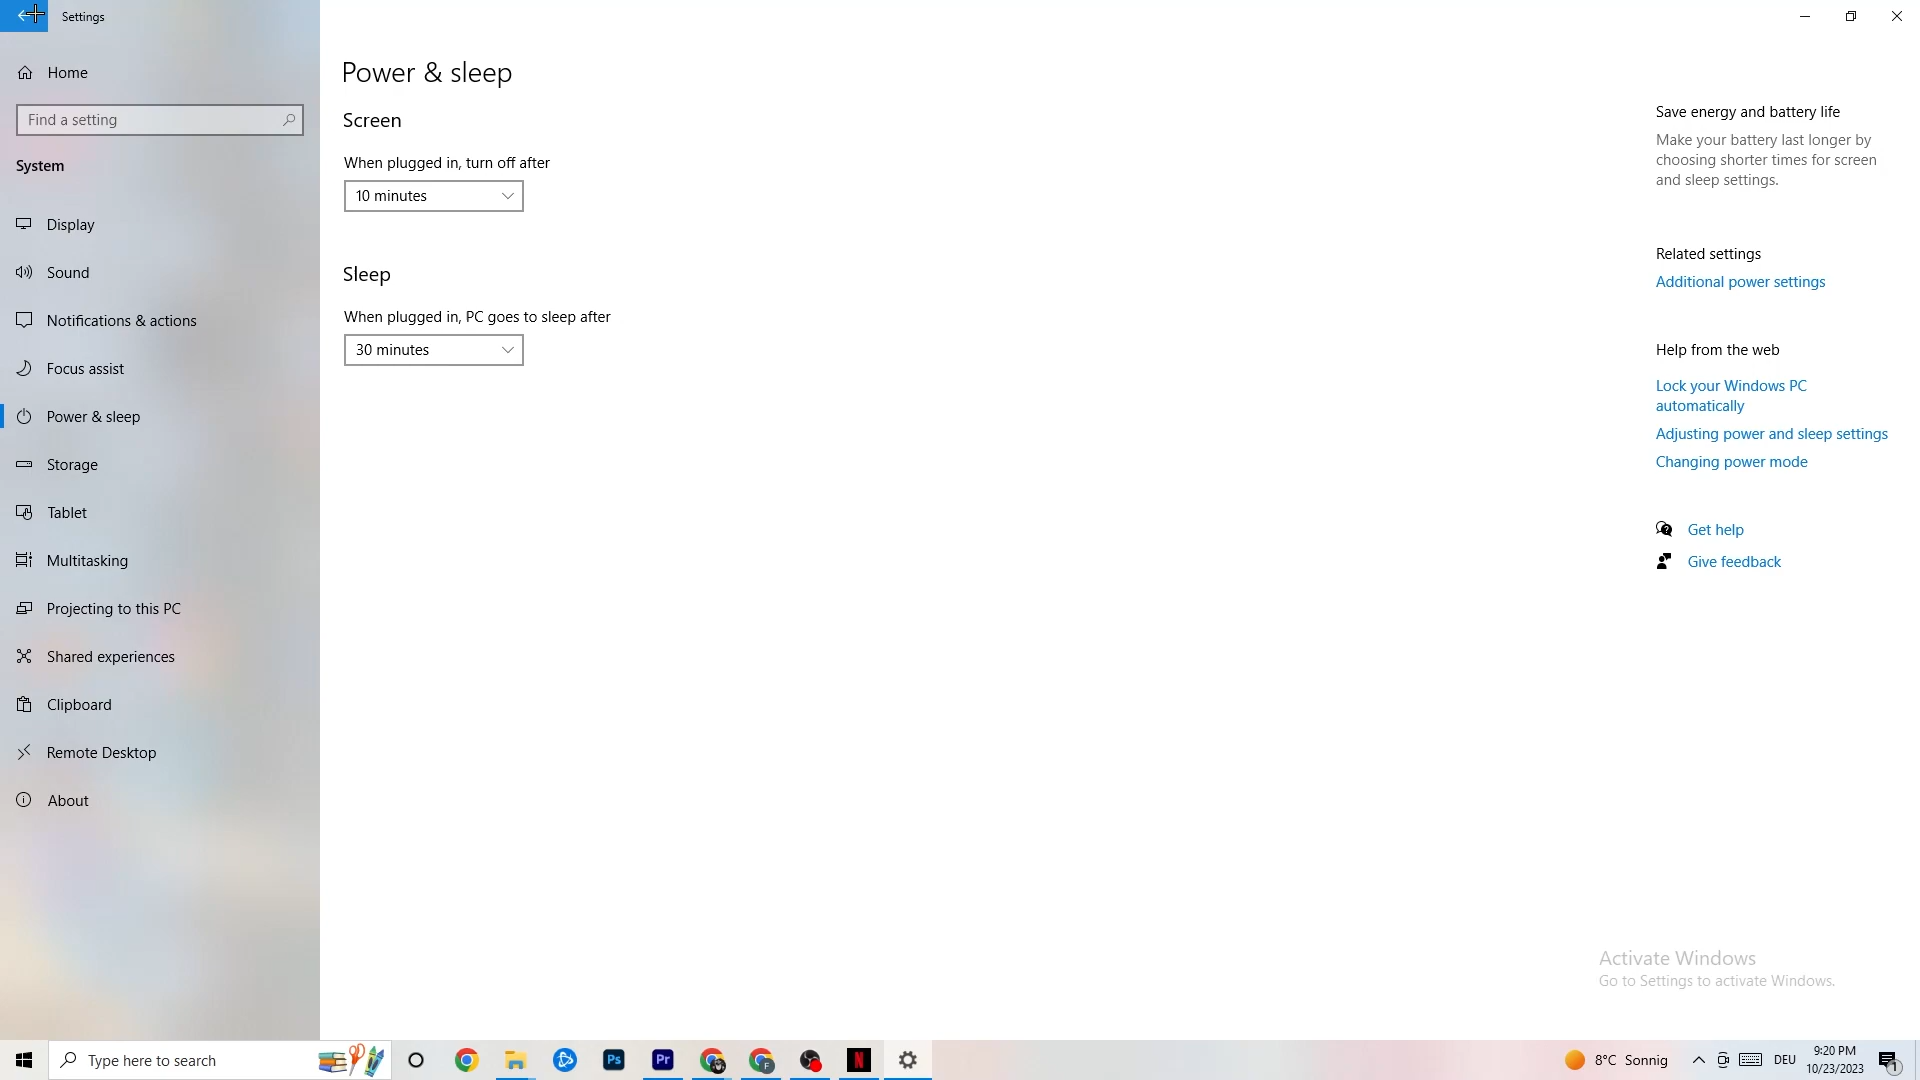 Settings
Home
Find a setting
System
Display
Sound
Notifications & actions
Focus assist
Power & sleep
Storage
Tablet
Multitasking
Projecting to this PC
Shared experiences
Clipboard
Remote Desktop
About
Power & sleep
Screen
When plugged in, turn off after
10 minutes
Sleep
When plugged in, PC goes to sleep after
30 minutes
Save energy and battery life
Make your battery last longer by
choosing shorter times for screen
and sleep settings.
Related settings
Additional power settings
Help from the web
Lock your Windows PC
automatically
Adjusting power and sleep settings
Changing power mode
Get help
Give feedback
Activate Windows
Go to Settings to activate Windows.
Type here to search
Ps
Pr
F
N
8°C Sonnig
DEU
9:20 PM
10/23/2023
1